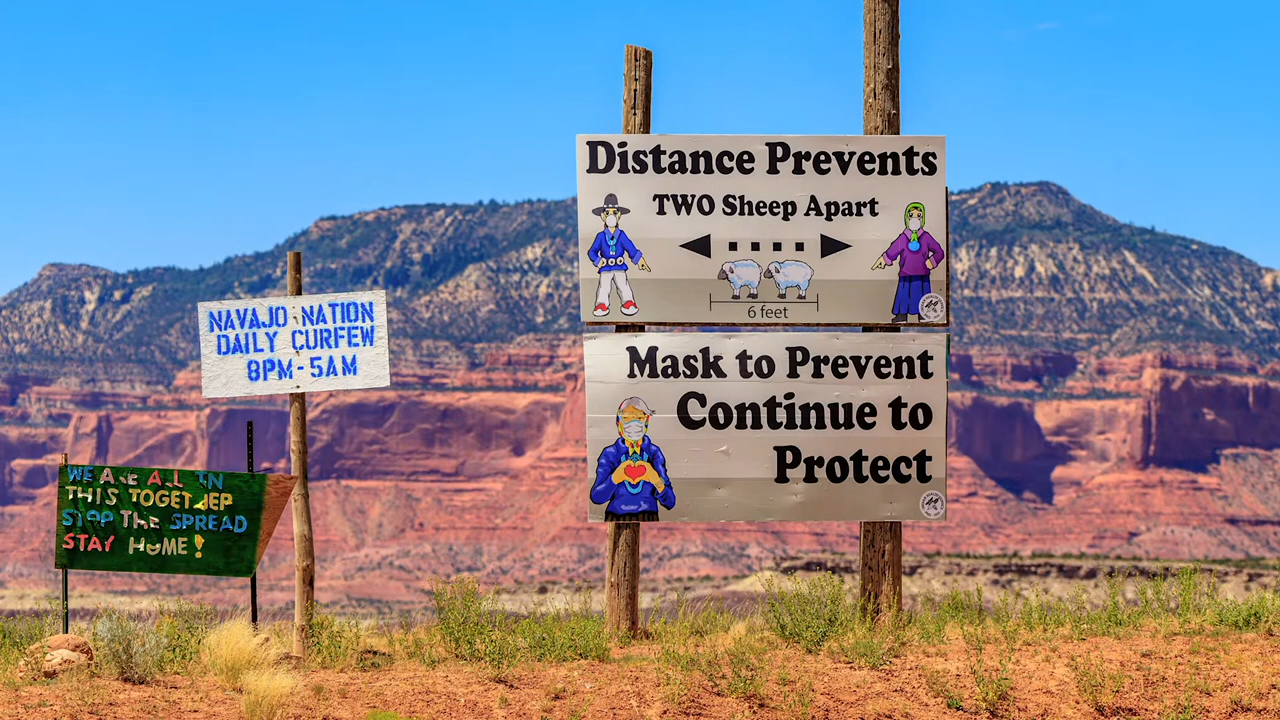 Distance Prevents
TWO Sheep Apart
6 feet
NAVAJO NATION
DAILY CURFEW
8PM-5AM
Mask to Prevent
Continue to
Protect
WE ARE ALL IN
THIS TOGETHER
STOP THE SPREAD
STAY HOME!